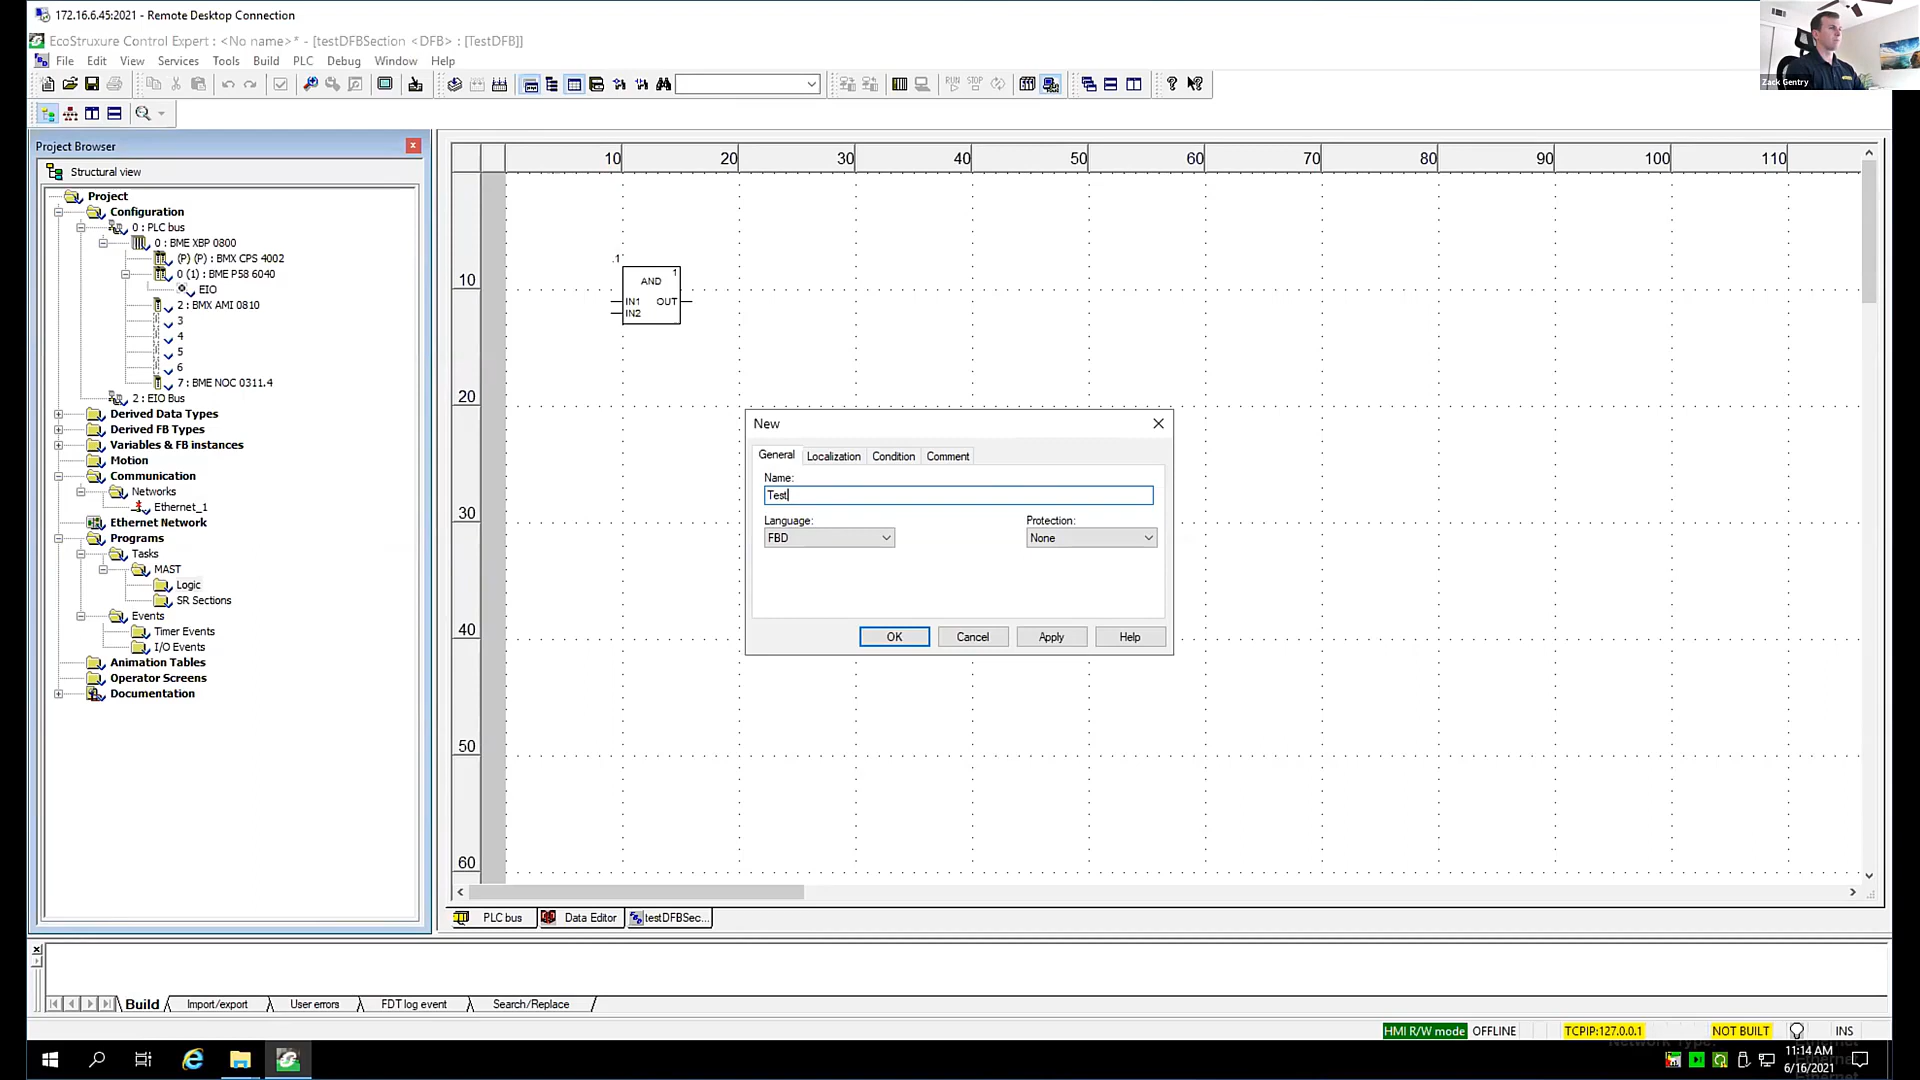 172.16.6.45:2021 - Remote Desktop Connection
EcoStruxure Control Expert : <No name>* - [testDFBSection <DFB> : [TestDFB]]
File Edit View Services Tools Build PLC Debug Window Help
RUN STOP
Zack Gentry
Project Browser
Structural view
Project
Configuration
0 : PLC bus
0 : BME XBP 0800
(P) (P) : BMX CPS 4002
0 (1) : BME P58 6040
EIO
2 : BMX AMI 0810
3
4
5
6
7 : BME NOC 0311.4
2 : EIO Bus
Derived Data Types
Derived FB Types
Variables & FB instances
Motion
Communication
Networks
Ethernet_1
Ethernet Network
Programs
Tasks
MAST
Logic
SR Sections
Events
Timer Events
I/O Events
Animation Tables
Operator Screens
Documentation
10 20 30 40 50 60 70 80 90 100 110
10
20
30
40
50
60
.1
1
AND
IN1 OUT
IN2
New
General Localization Condition Comment
Name:
Test
Language: Protection:
FBD None
OK Cancel Apply Help
PLC bus Data Editor testDFBSec...
Build Import/export User errors FDT log event Search/Replace
HMI R/W mode OFFLINE TCPIP:127.0.0.1 NOT BUILT INS
Network Type:
11:14 AM
6/16/2021